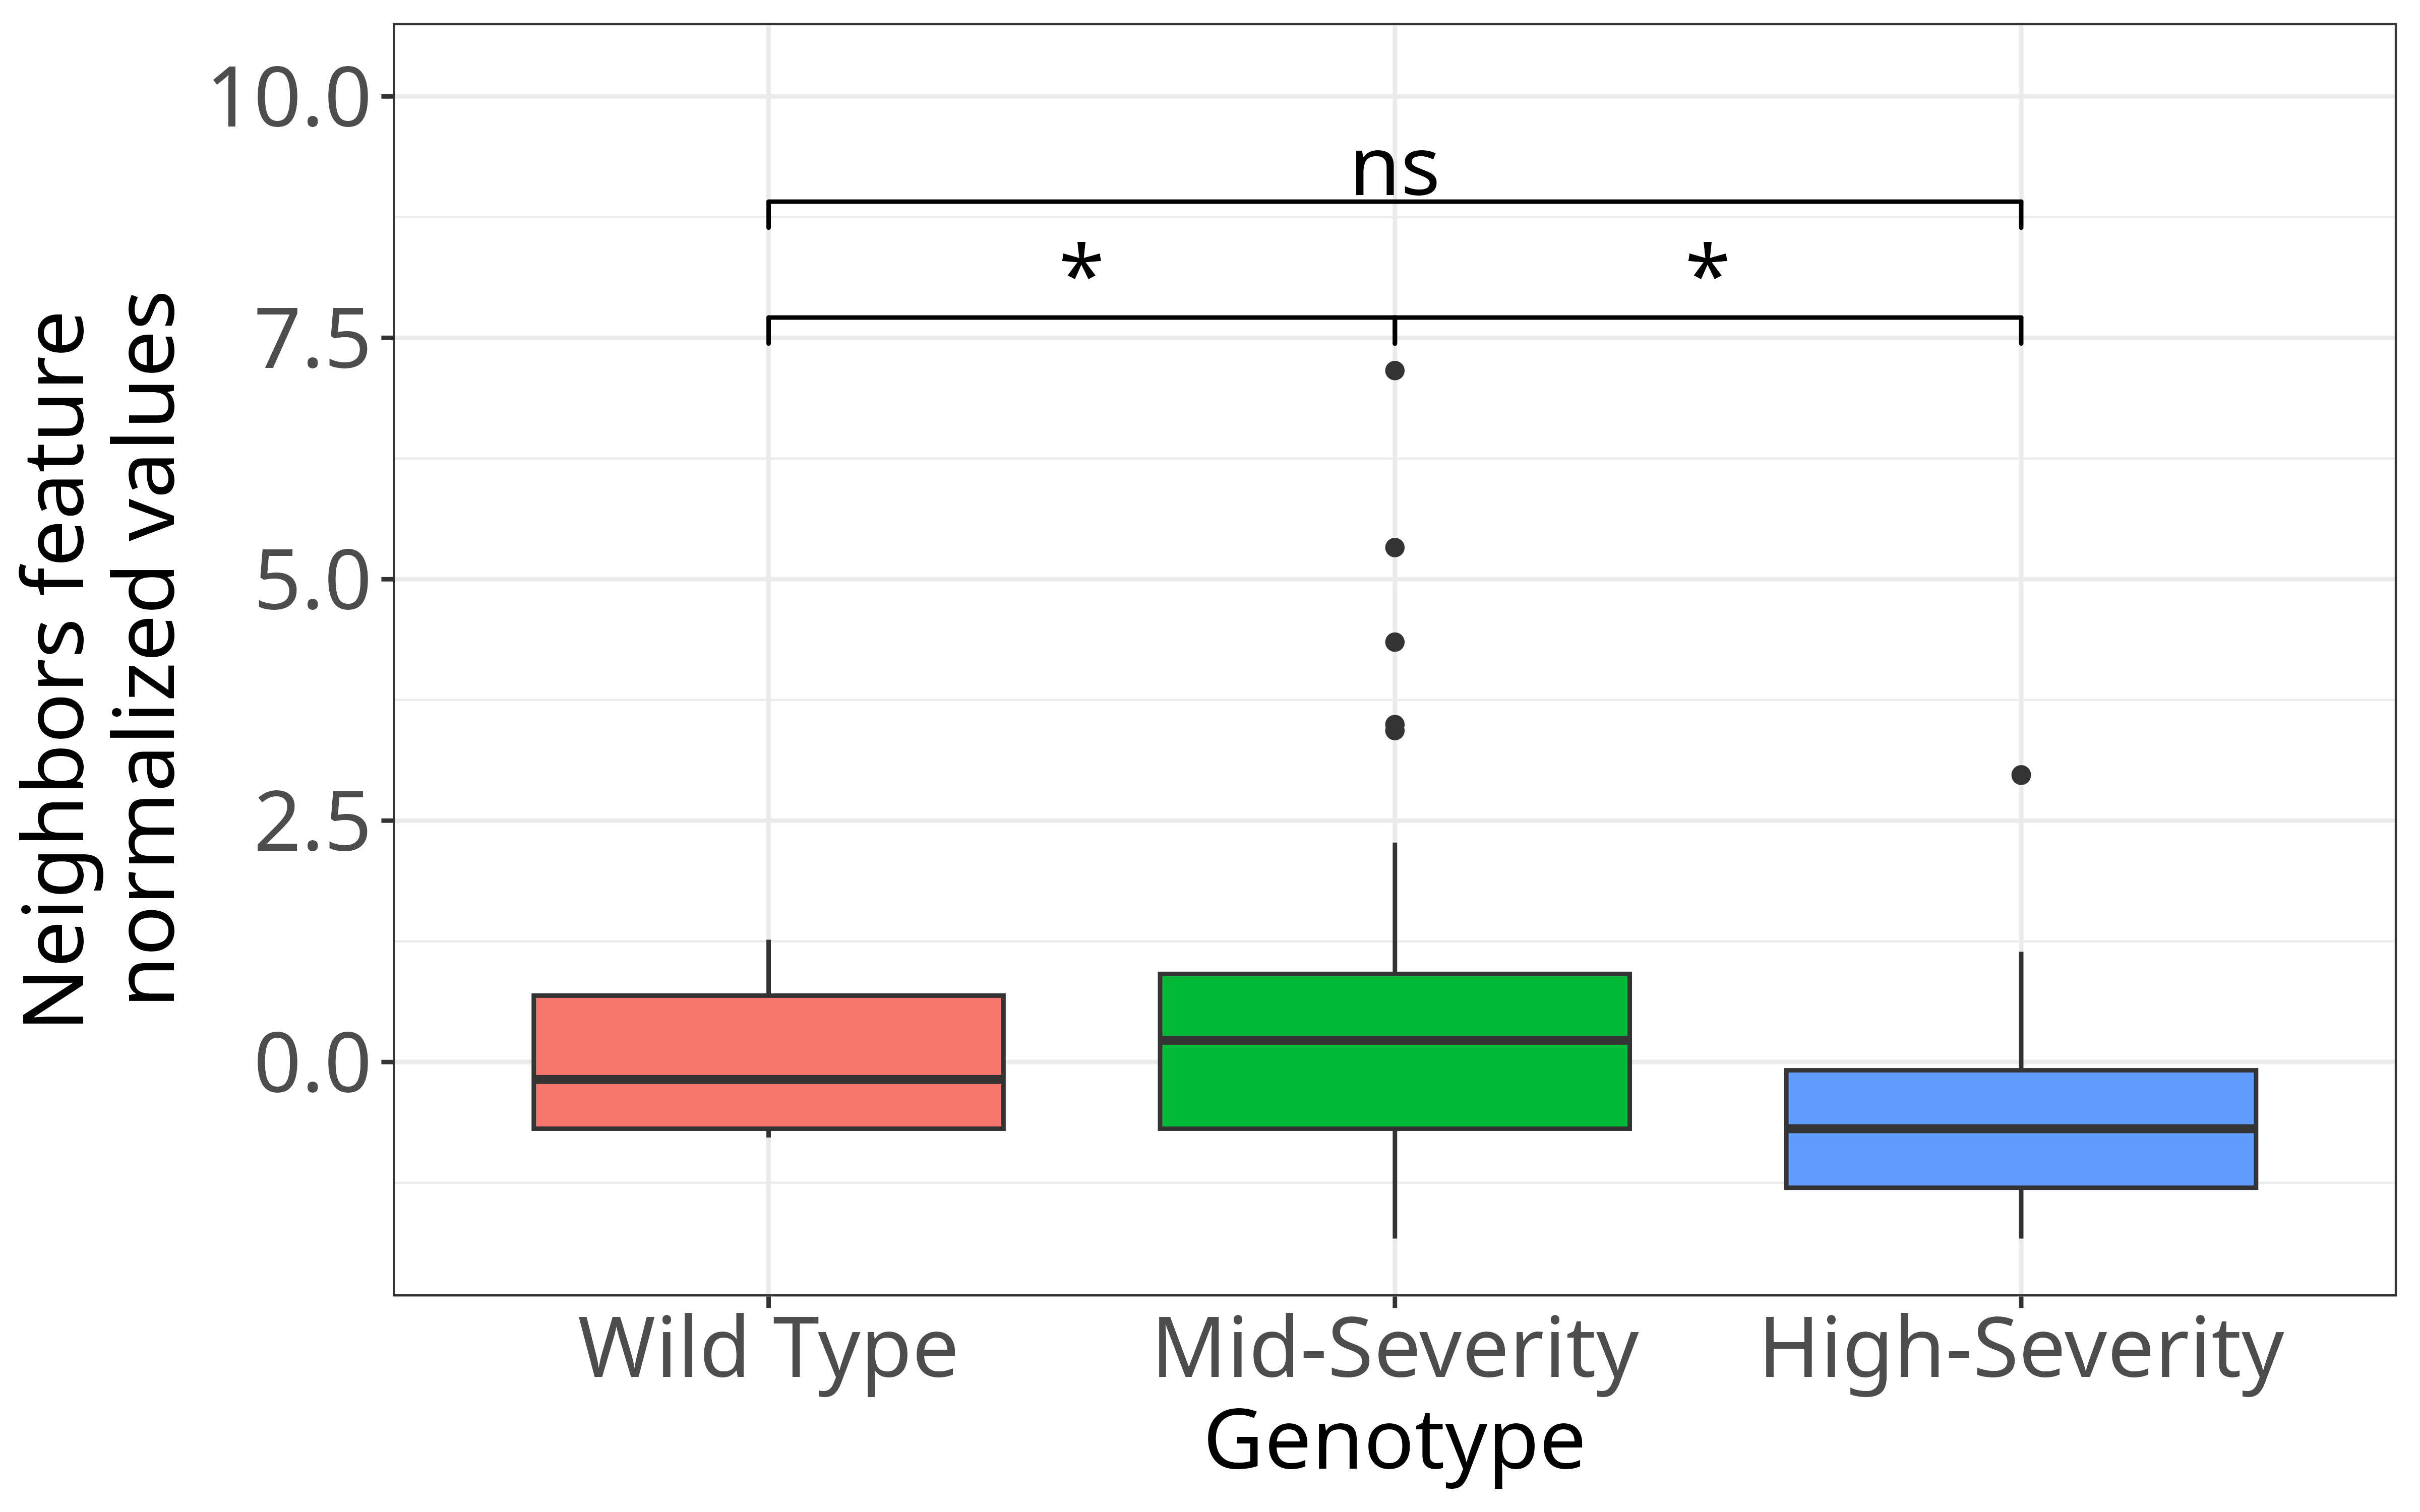 Neighbors feature
normalized values
10.0
7.5
5.0
2.5
0.0
ns
* *
Wild Type Mid-Severity High-Severity
Genotype